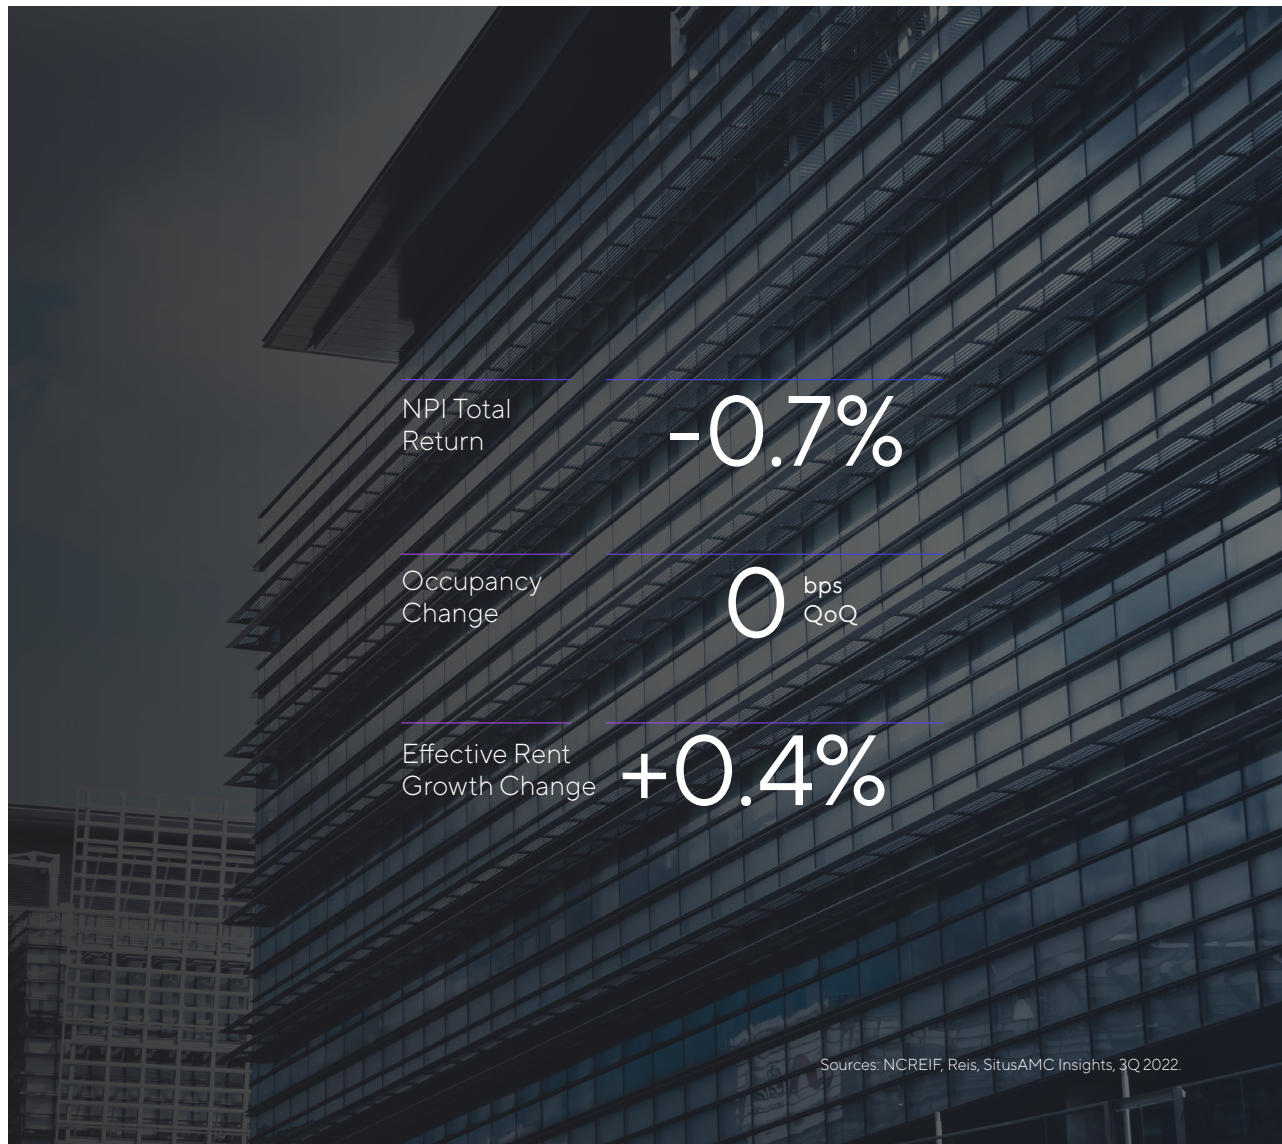 NPI Total
Return
-0.7%
Occupancy
Change
0
bps
QoQ
Effective Rent
Growth Change
+0.4%
Sources: NCREIF, Reis, SitusAMC Insights, 3Q 2022.